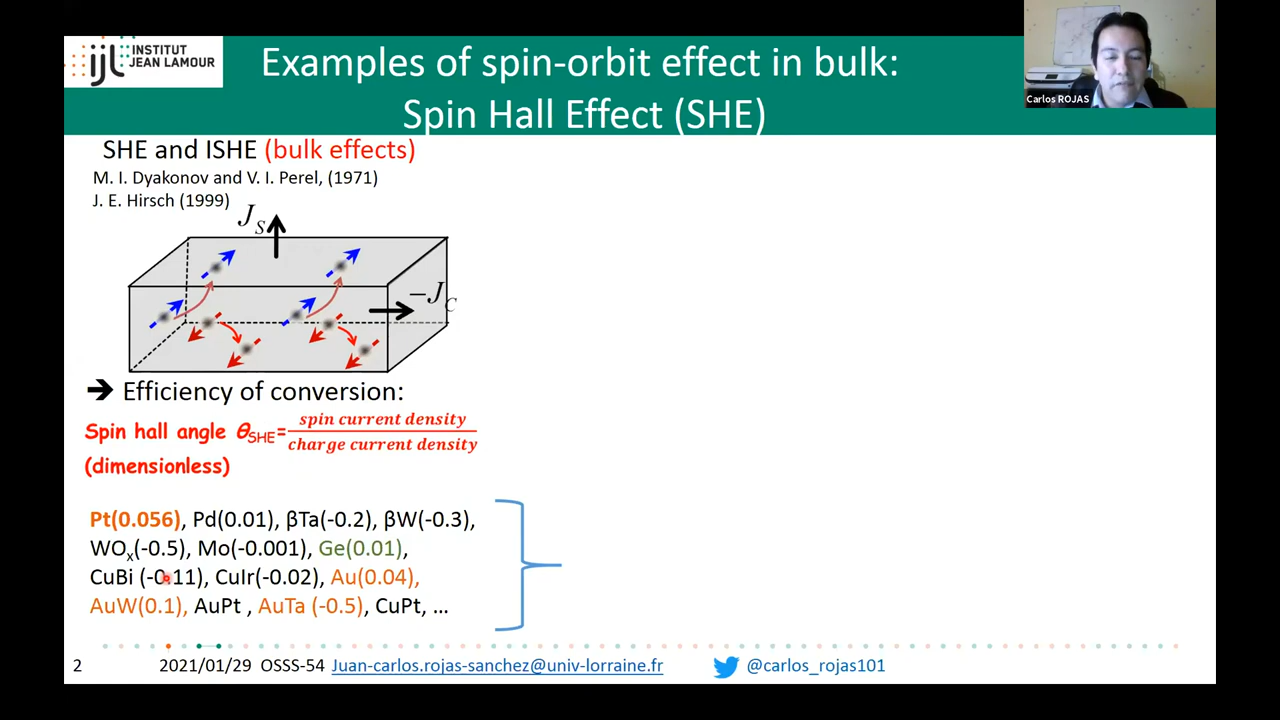 INSTITUT
JEAN LAMOUR
ijl
Examples of spin-orbit effect in bulk:
Spin Hall Effect (SHE)
Carlos ROJAS
SHE and ISHE (bulk effects)
M. I. Dyakonov and V. I. Perel, (1971)
J. E. Hirsch (1999)
J_S
−J_C
➔ Efficiency of conversion:
Spin hall angle θ_SHE= spin current density / charge current density
(dimensionless)
Pt(0.056), Pd(0.01), βTa(-0.2), βW(-0.3),
WOₓ(-0.5), Mo(-0.001), Ge(0.01),
CuBi (-0.11), CuIr(-0.02), Au(0.04),
AuW(0.1), AuPt , AuTa (-0.5), CuPt, ...
2 2021/01/29 OSSS-54 Juan-carlos.rojas-sanchez@univ-lorraine.fr @carlos_rojas101